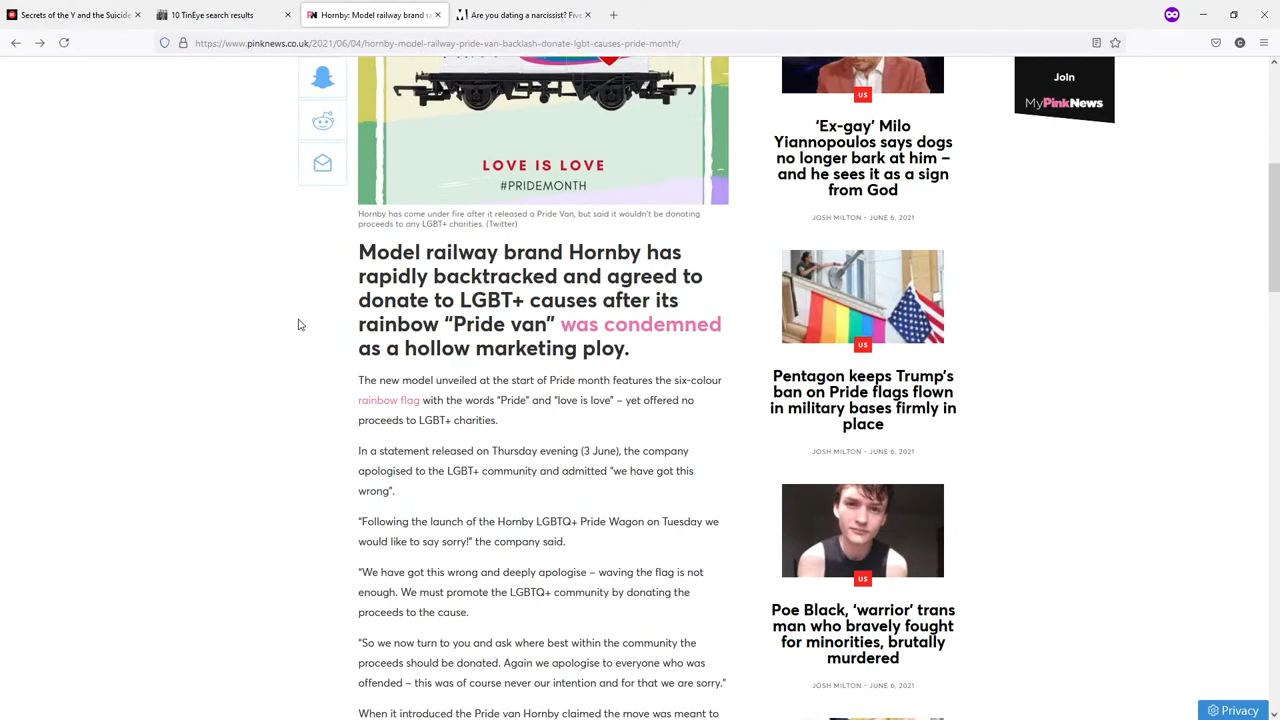 Secrets of the Y and the Suicide
10 TinEye search results
Hornby: Model railway brand ra
Are you dating a narcissist? Five
https://www.pinknews.co.uk/2021/06/04/hornby-model-railway-pride-van-backlash-donate-lgbt-causes-pride-month/
Join
MyPinkNews
LOVE IS LOVE
#PRIDEMONTH
Hornby has come under fire after it released a Pride Van, but said it wouldn't be donating
proceeds to any LGBT+ charities. (Twitter)
Model railway brand Hornby has
rapidly backtracked and agreed to
donate to LGBT+ causes after its
rainbow “Pride van” was condemned
as a hollow marketing ploy.
The new model unveiled at the start of Pride month features the six-colour
rainbow flag with the words “Pride” and “love is love” – yet offered no
proceeds to LGBT+ charities.
In a statement released on Thursday evening (3 June), the company
apologised to the LGBT+ community and admitted “we have got this
wrong”.
“Following the launch of the Hornby LGBTQ+ Pride Wagon on Tuesday we
would like to say sorry!” the company said.
“We have got this wrong and deeply apologise – waving the flag is not
enough. We must promote the LGBTQ+ community by donating the
proceeds to the cause.
“So we now turn to you and ask where best within the community the
proceeds should be donated. Again we apologise to everyone who was
offended – this was of course never our intention and for that we are sorry.”
When it introduced the Pride van Hornby claimed the move was meant to
US
‘Ex-gay’ Milo
Yiannopoulos says dogs
no longer bark at him –
and he sees it as a sign
from God
JOSH MILTON - JUNE 6, 2021
US
Pentagon keeps Trump’s
ban on Pride flags flown
in military bases firmly in
place
JOSH MILTON - JUNE 6, 2021
US
Poe Black, ‘warrior’ trans
man who bravely fought
for minorities, brutally
murdered
JOSH MILTON - JUNE 6, 2021
Privacy